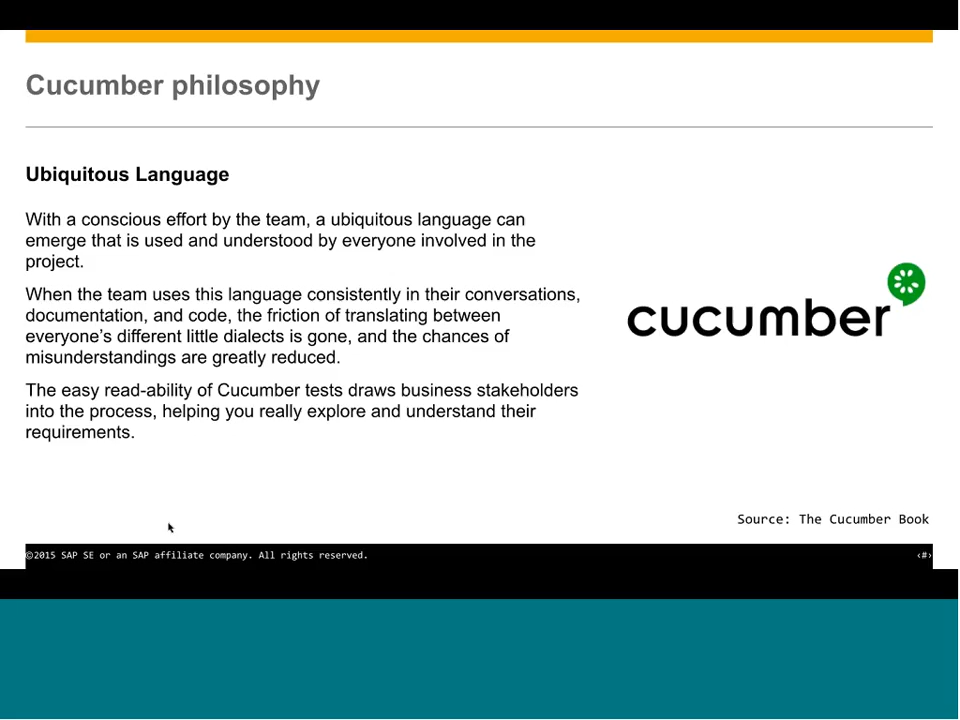 Cucumber philosophy
Ubiquitous Language
With a conscious effort by the team, a ubiquitous language can
emerge that is used and understood by everyone involved in the
project.
When the team uses this language consistently in their conversations,
documentation, and code, the friction of translating between
everyone’s different little dialects is gone, and the chances of
misunderstandings are greatly reduced.
The easy read-ability of Cucumber tests draws business stakeholders
into the process, helping you really explore and understand their
requirements.
cucumber
Source: The Cucumber Book
©2015 SAP SE or an SAP affiliate company. All rights reserved.
‹#›